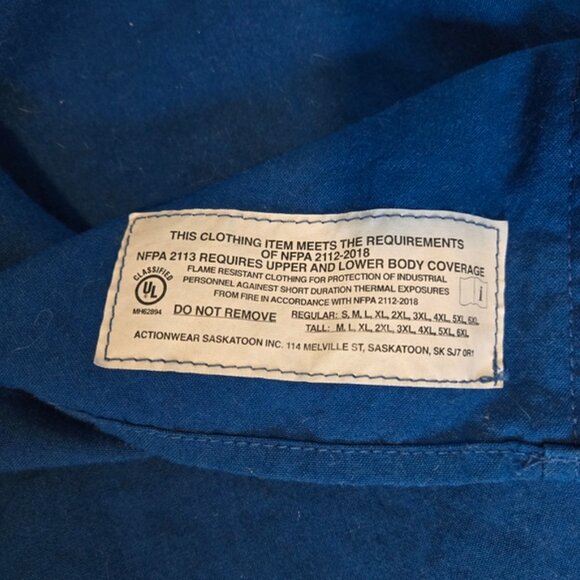 THIS CLOTHING ITEM MEETS THE REQUIREMENTS
OF NFPA 2112-2018
NFPA 2113 REQUIRES UPPER AND LOWER BODY COVERAGE
FLAME RESISTANT CLOTHING FOR PROTECTION OF INDUSTRIAL
PERSONNEL AGAINEST SHORT DURATION THERMAL EXPOSURES
FROM FIRE IN ACCORDANCE WITH NFPA 2112-2018
CLASSIFIED
UL
MH62894
i
DO NOT REMOVE
REGULAR: S, M, L, XL, 2XL, 3XL, 4XL, 5XL, 6XL
TALL: M, L, XL, 2XL, 3XL, 4XL, 5XL, 6XL
ACTIONWEAR SASKATOON INC. 114 MELVILLE ST, SASKATOON, SK SJ7 0R1